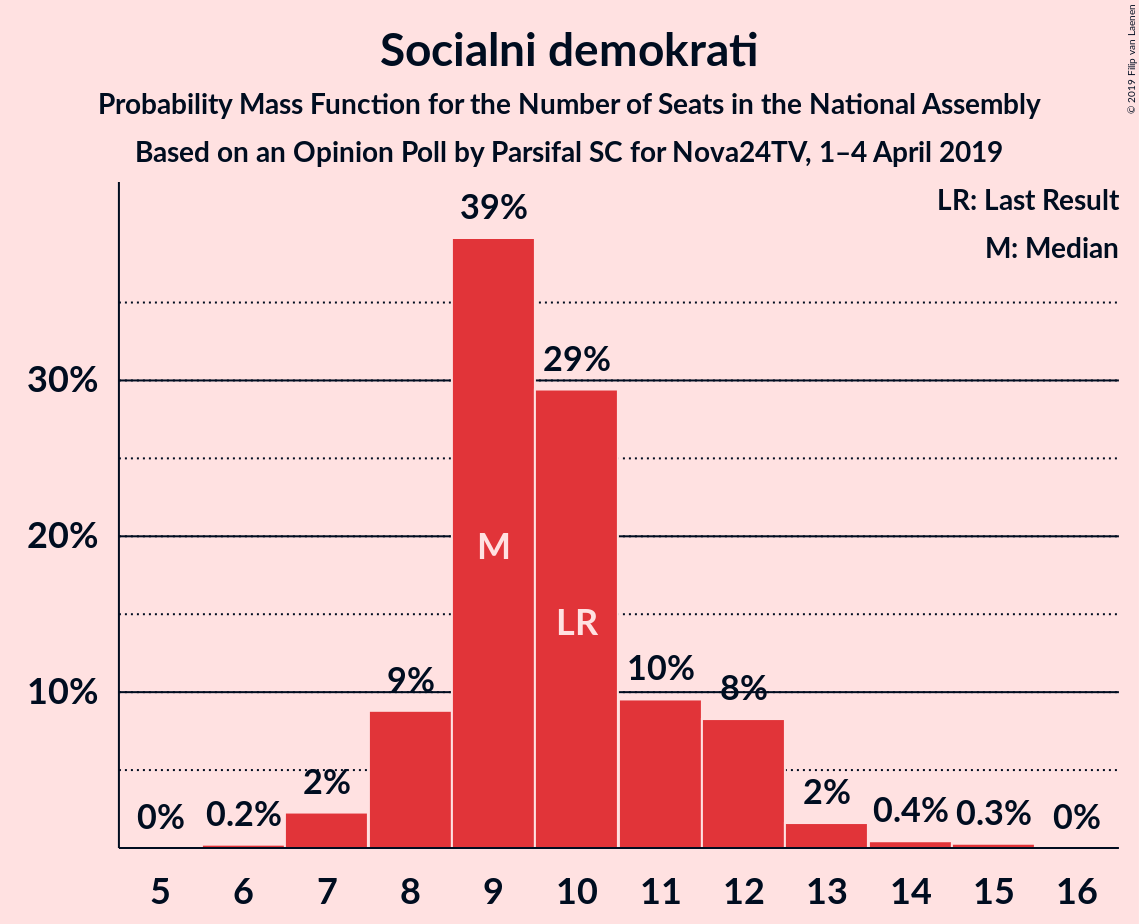 Socialni demokrati
Probability Mass Function for the Number of Seats in the National Assembly
Based on an Opinion Poll by Parsifal SC for Nova24TV, 1–4 April 2019
© 2019 Filip van Laenen
LR: Last Result
M: Median
39%
29%
30%
20%
10%
M
LR
9%
10%
8%
0%
0.2%
2%
2%
0.4%
0.3%
0%
5 6 7 8 9 10 11 12 13 14 15 16